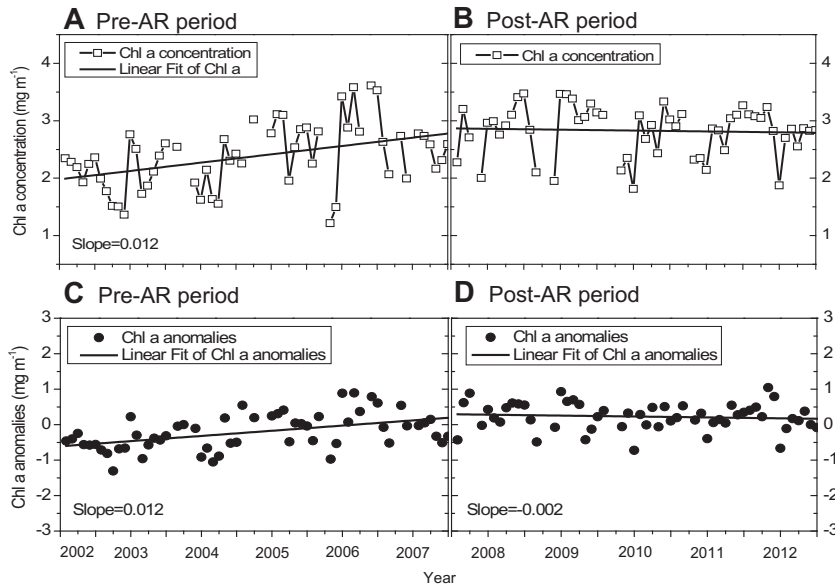 A Pre-AR period
B Post-AR period
Chl a concentration
Linear Fit of Chl a
Chl a concentration
Chl a concentration (mg m-1)
4
3
2
1
4
3
2
1
Slope=0.012
C Pre-AR period
D Post-AR period
Chl a anomalies
Linear Fit of Chl a anomalies
Chl a anomalies
Linear Fit of Chl a anomalies
Chl a anomalies (mg m-1)
3
2
1
0
-1
-2
-3
3
2
1
0
-1
-2
-3
Slope=0.012
Slope=-0.002
2002 2003 2004 2005 2006 2007 2008 2009 2010 2011 2012
Year